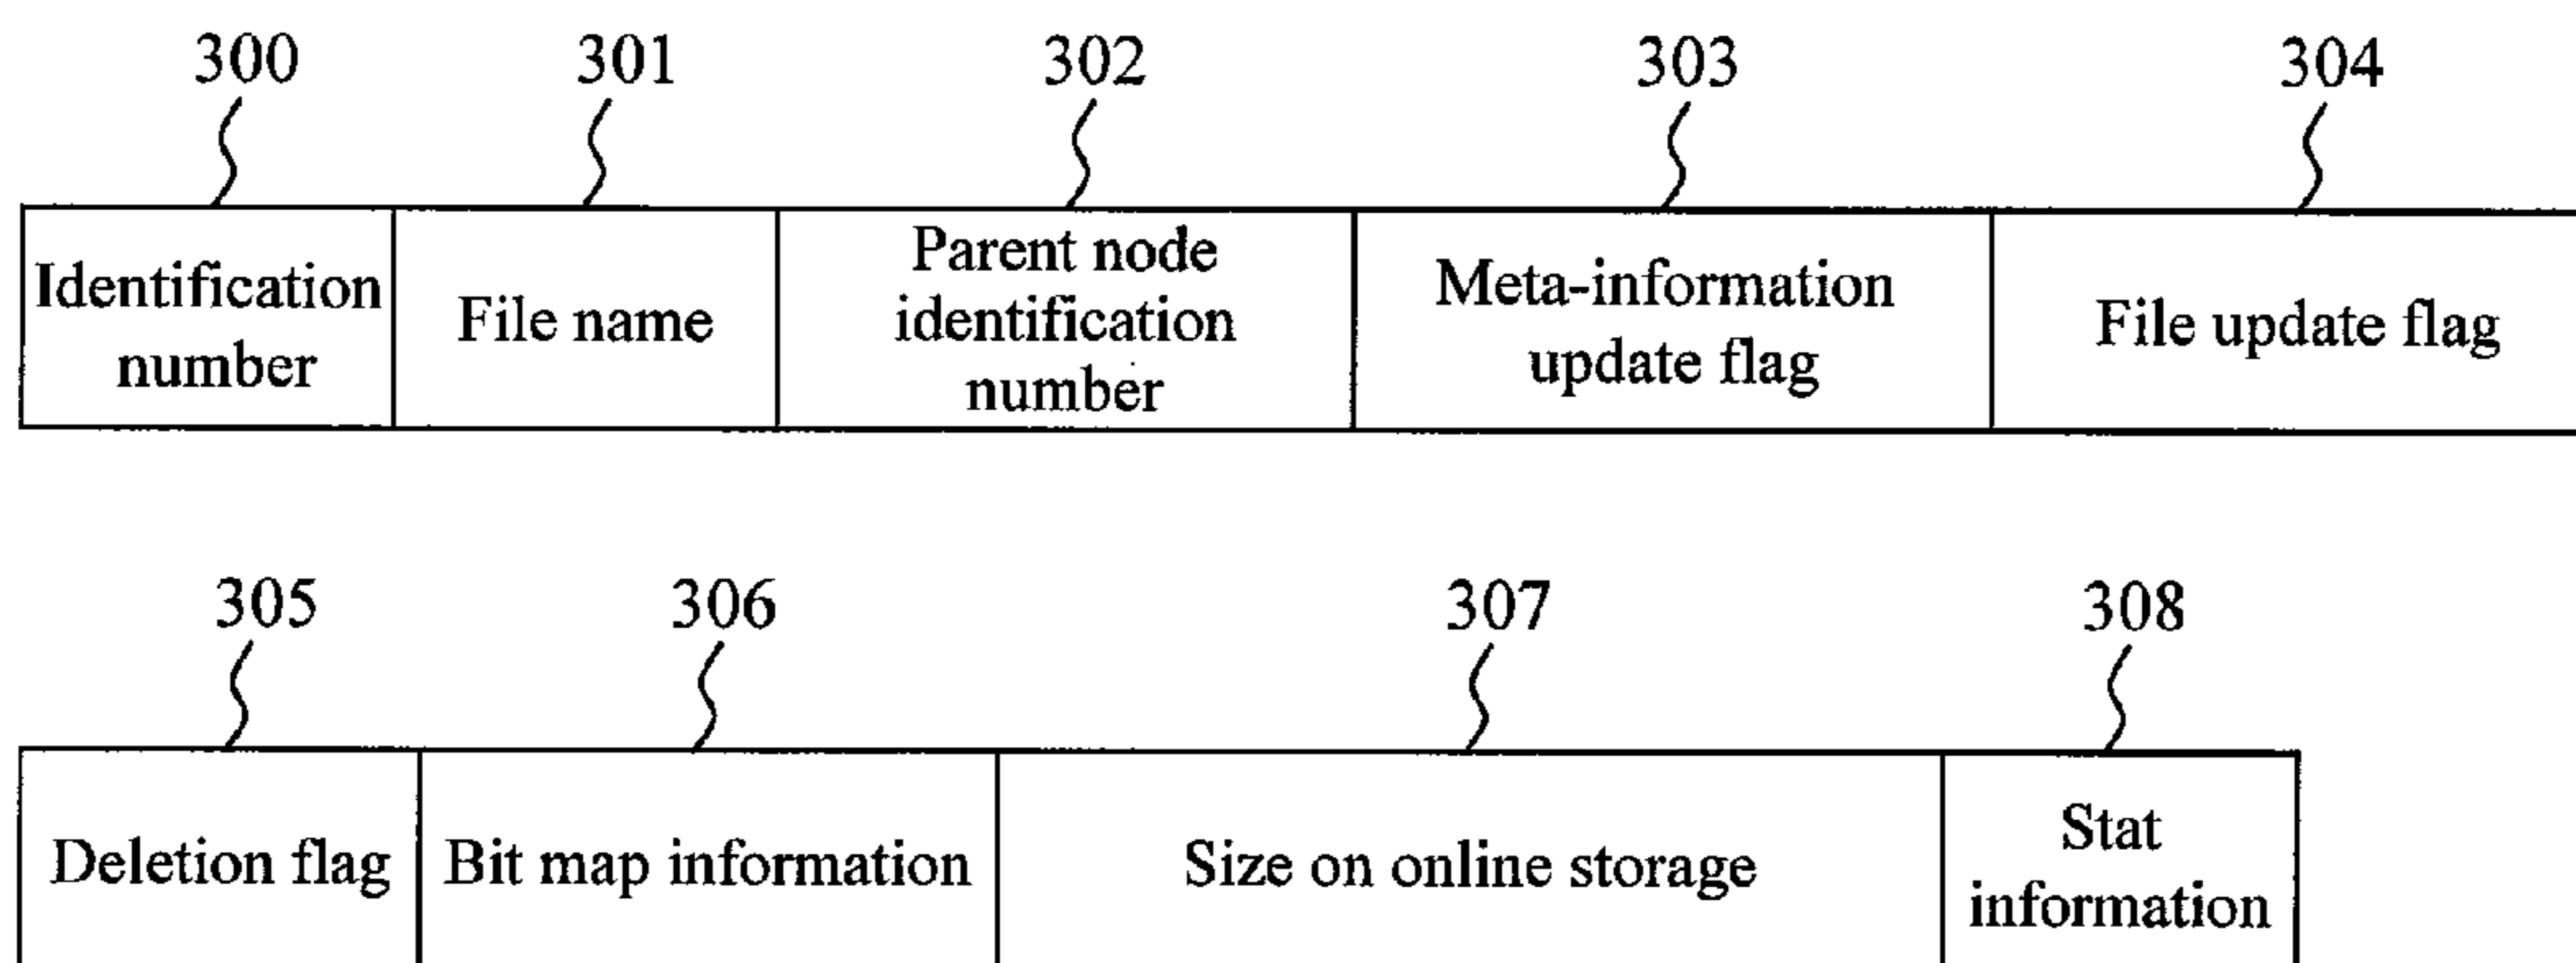 300 301 302 303 304
Identification
number
File name
Parent node
identification
number
Meta-information
update flag
File update flag
305 306 307 308
Deletion flag
Bit map information
Size on online storage
Stat
information